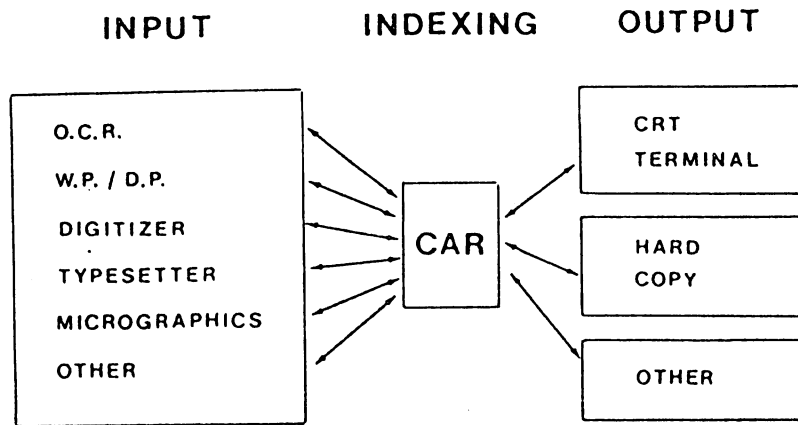 INPUT
INDEXING
OUTPUT
O.C.R.
W.P. / D.P.
DIGITIZER
TYPESETTER
MICROGRAPHICS
OTHER
CAR
CRT
TERMINAL
HARD
COPY
OTHER